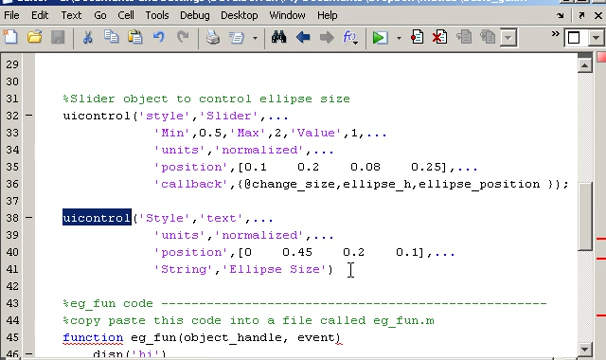 File Edit Text Go Cell Tools Debug Desktop Window Help
29
30
31 %Slider object to control ellipse size
32 uicontrol('style','Slider',...
33 'Min',0.5,'Max',2,'Value',1,...
34 'units','normalized',...
35 'position',[0.1 0.2 0.08 0.25],...
36 'callback',{@change_size,ellipse_h,ellipse_position });
37
38 uicontrol('Style','text',...
39 'units','normalized',...
40 'position',[0 0.45 0.2 0.1],...
41 'String','Ellipse Size')
42
43 %eg_fun code --------------------------------------------------
44 %copy paste this code into a file called eg_fun.m
45 function eg_fun(object_handle, event)
46 disp('hi')